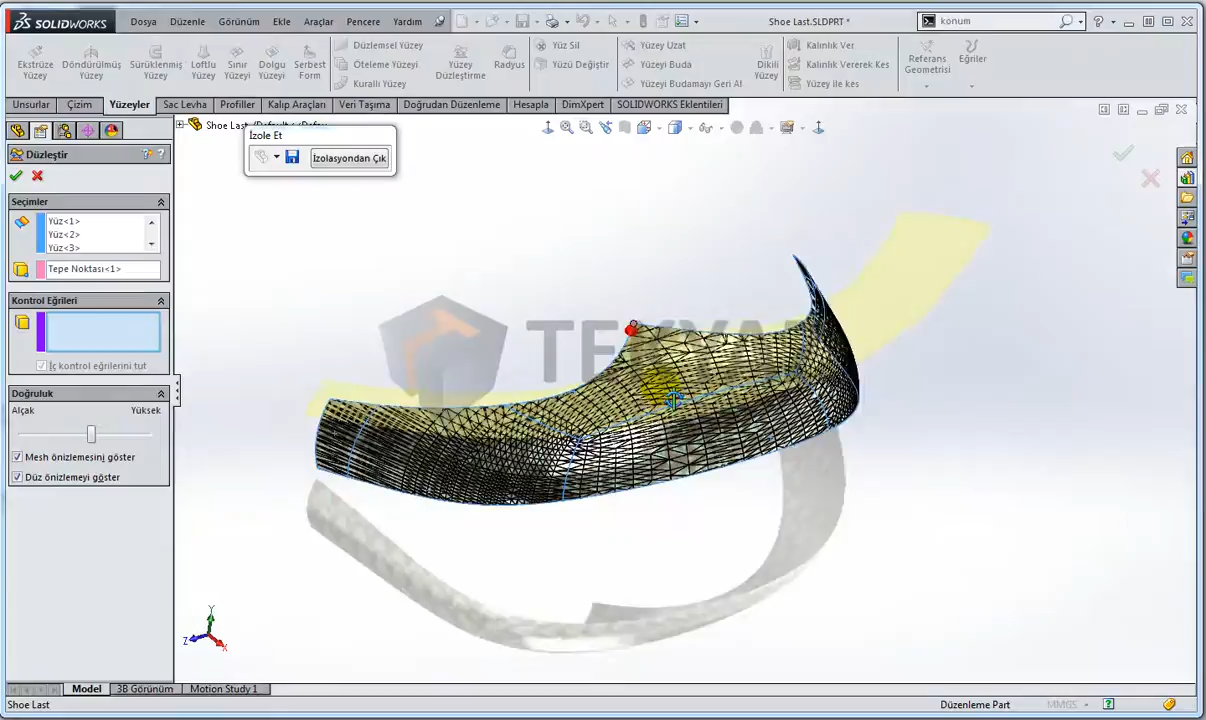 SOLIDWORKS
Dosya Düzenle Görünüm Ekle Araçlar Pencere Yardım
Shoe Last.SLDPRT *
konum
Ekstrüze Yüzey
Döndürülmüş Yüzey
Sürüklenmiş Yüzey
Loftlu Yüzey
Sınır Yüzeyi
Dolgu Yüzeyi
Serbest Form
Düzlemsel Yüzey
Öteleme Yüzeyi
Kurallı Yüzey
Yüzey Düzleştirme
Radyus
Yüz Sil
Yüzü Değiştir
Yüzey Uzat
Yüzeyi Buda
Yüzeyi Budamayı Geri Al
Dikili Yüzey
Kalınlık Ver
Kalınlık Vererek Kes
Yüzey ile kes
Referans Geometrisi
Eğriler
Unsurlar Çizim Yüzeyler Sac Levha Profiller Kalıp Araçları Veri Taşıma Doğrudan Düzenleme Hesapla DimXpert SOLIDWORKS Eklentileri
Shoe Last
İzole Et
İzolasyondan Çık
Düzleştir
Seçimler
Yüz<1>
Yüz<2>
Yüz<3>
Tepe Noktası<1>
Kontrol Eğrileri
İç kontrol eğrilerini tut
Doğruluk
Alçak Yüksek
Mesh önizlemesini göster
Düz önizlemeyi göster
Y
Z
X
Model 3B Görünüm Motion Study 1
Shoe Last
Düzenleme Part
MMGS